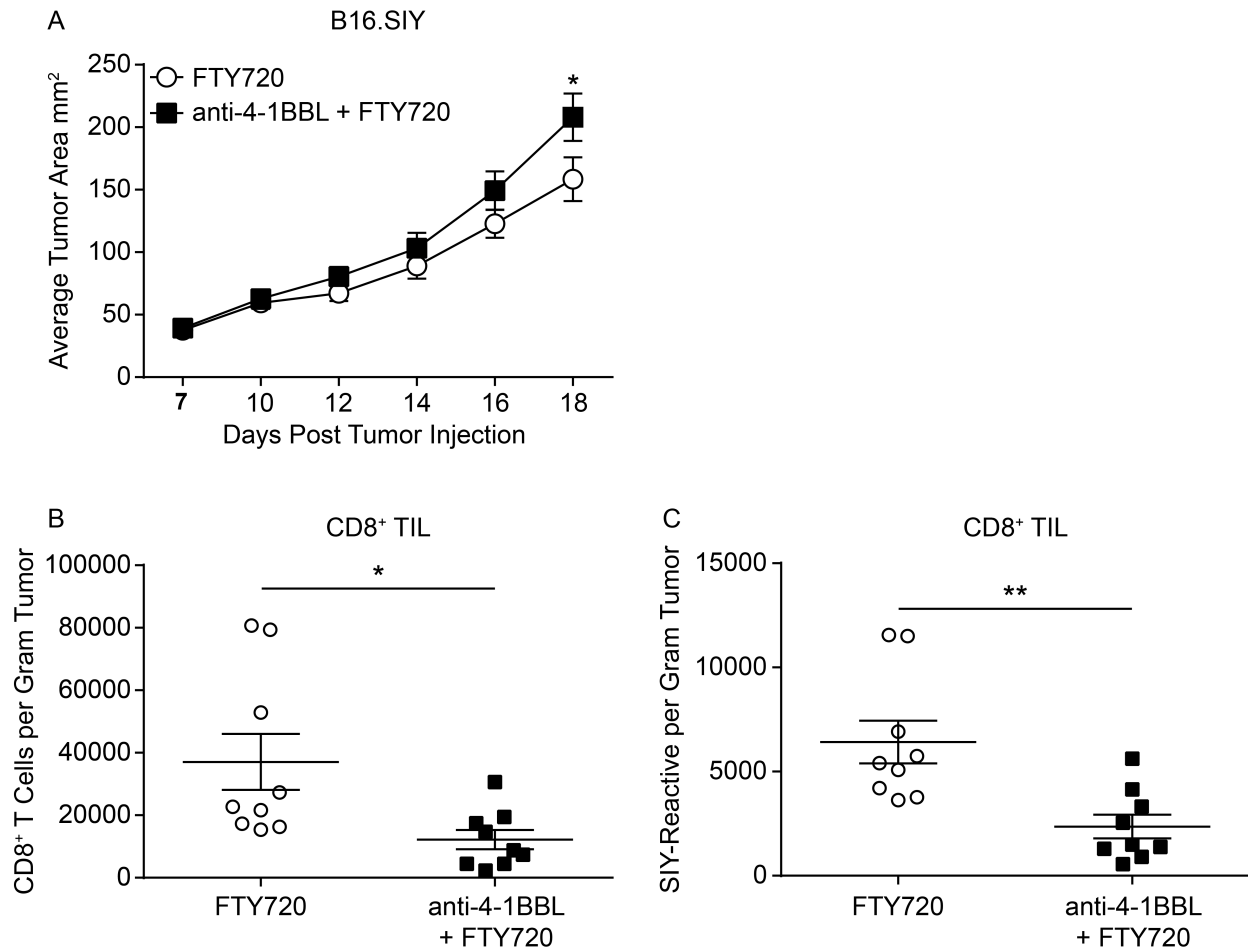 A
B16.SIY
FTY720
anti-4-1BBL + FTY720
*
Average Tumor Area mm²
250
200
150
100
50
0
7 10 12 14 16 18
Days Post Tumor Injection
B
CD8⁺ TIL
*
CD8⁺ T Cells per Gram Tumor
100000
80000
60000
40000
20000
0
FTY720
anti-4-1BBL
+ FTY720
C
CD8⁺ TIL
**
SIY-Reactive per Gram Tumor
15000
10000
5000
0
FTY720
anti-4-1BBL
+ FTY720